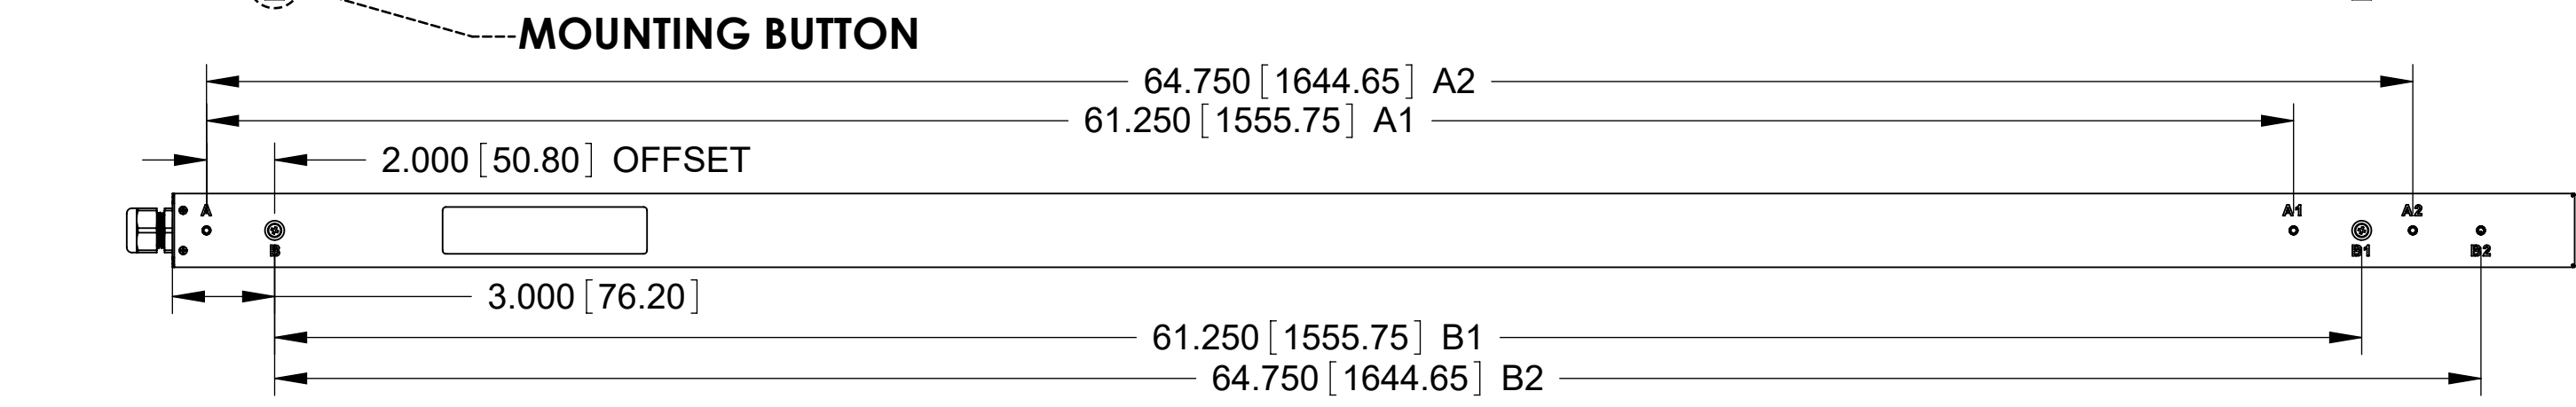 MOUNTING BUTTON
64.750 [1644.65] A2
61.250 [1555.75] A1
2.000 [50.80] OFFSET
A A1 A2
B B1 B2
3.000 [76.20]
61.250 [1555.75] B1
64.750 [1644.65] B2